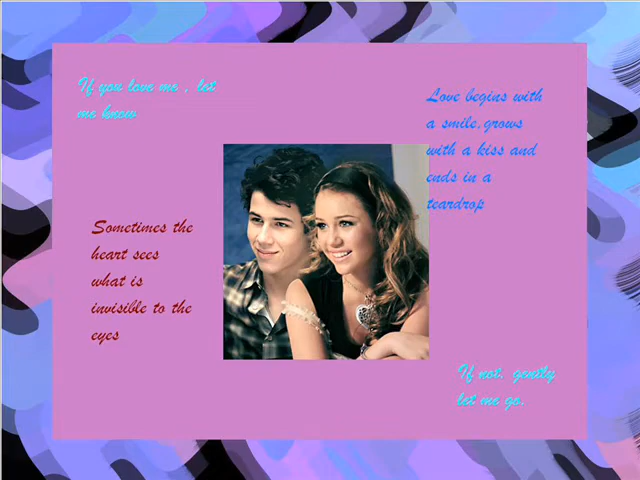 If you love me , let
me know
Love begins with
a smile,grows
with a kiss and
ends in a
teardrop
Sometimes the
heart sees
what is
invisible to the
eyes
If not, gently
let me go.